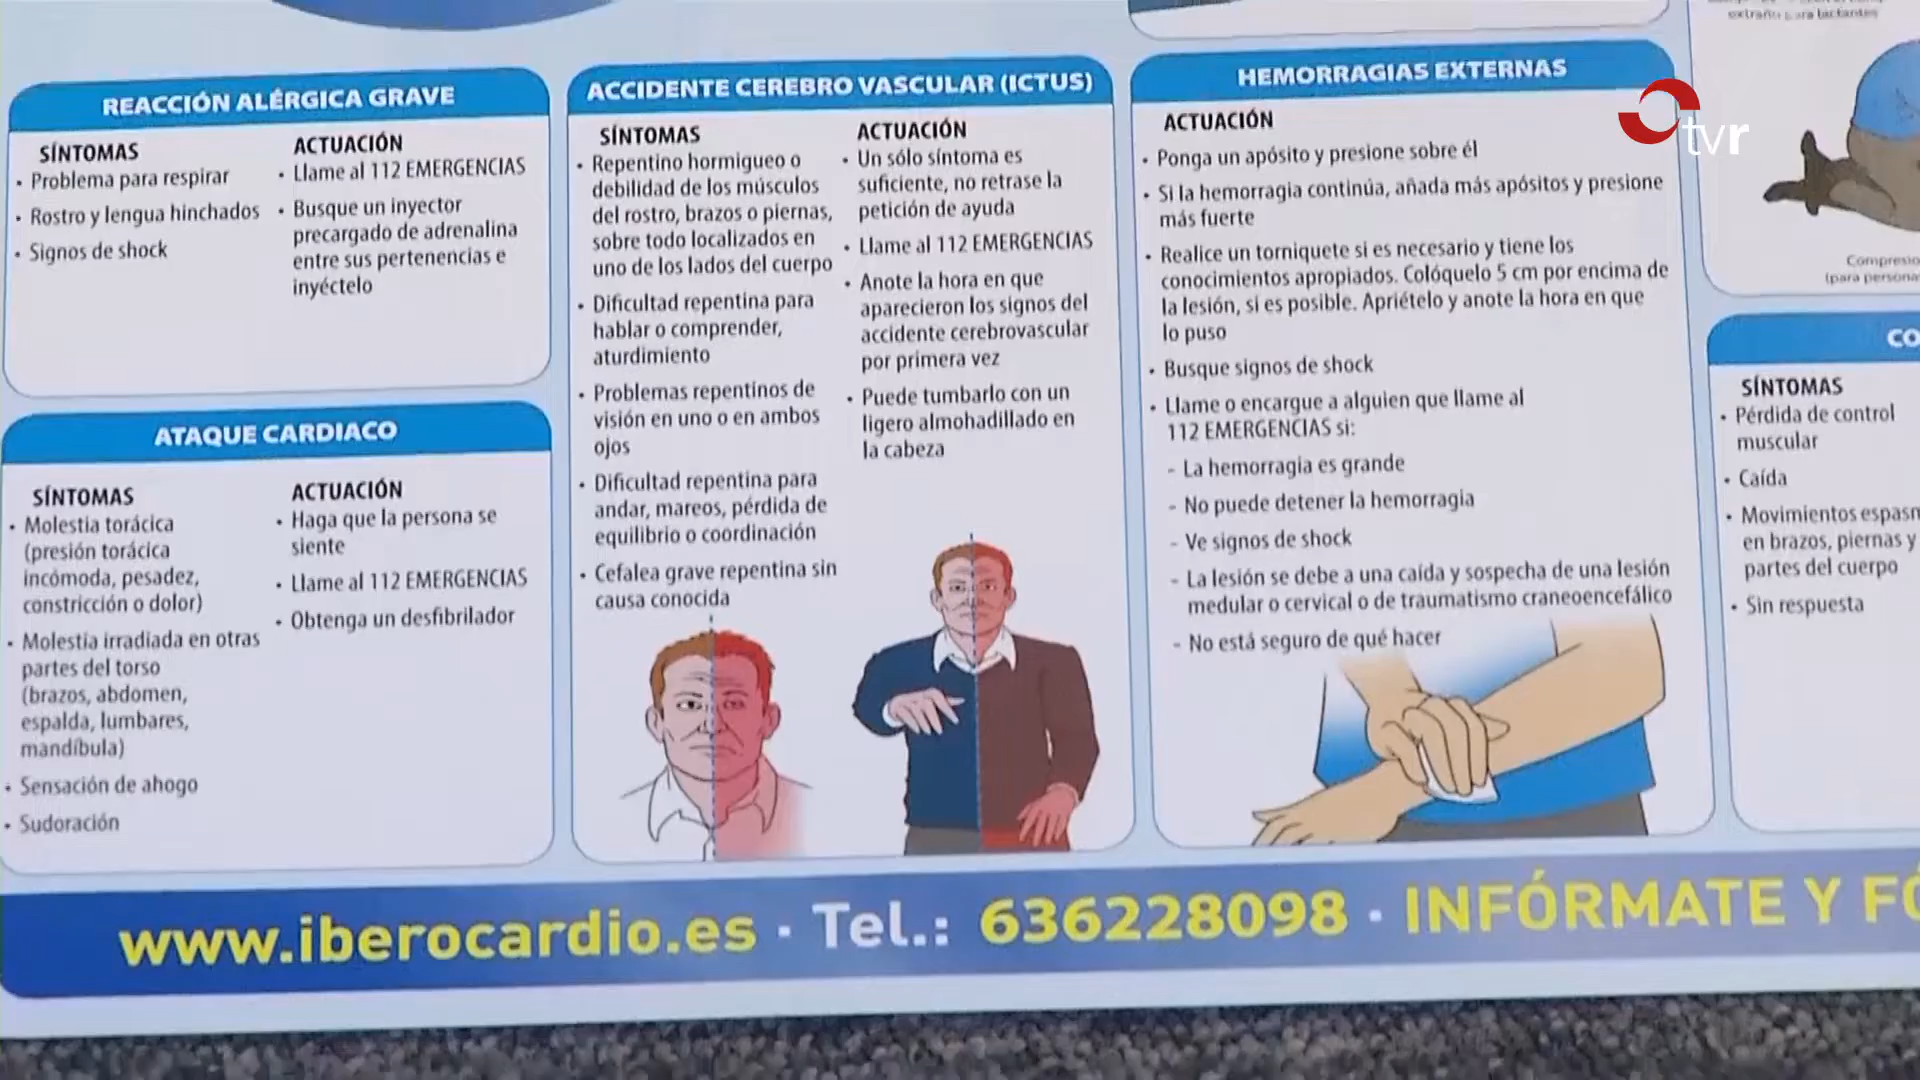 extraño para lactantes
REACCIÓN ALÉRGICA GRAVE
SÍNTOMAS
• Problema para respirar
• Rostro y lengua hinchados
• Signos de shock
ACTUACIÓN
• Llame al 112 EMERGENCIAS
• Busque un inyector
precargado de adrenalina
entre sus pertenencias e
inyéctelo
ATAQUE CARDIACO
SÍNTOMAS
• Molestia torácica
(presión torácica
incómoda, pesadez,
constricción o dolor)
• Molestia irradiada en otras
partes del torso
(brazos, abdomen,
espalda, lumbares,
mandíbula)
• Sensación de ahogo
• Sudoración
ACTUACIÓN
• Haga que la persona se
siente
• Llame al 112 EMERGENCIAS
• Obtenga un desfibrilador
ACCIDENTE CEREBRO VASCULAR (ICTUS)
SÍNTOMAS
• Repentino hormigueo o
debilidad de los músculos
del rostro, brazos o piernas,
sobre todo localizados en
uno de los lados del cuerpo
• Dificultad repentina para
hablar o comprender,
aturdimiento
• Problemas repentinos de
visión en uno o en ambos
ojos
• Dificultad repentina para
andar, mareos, pérdida de
equilibrio o coordinación
• Cefalea grave repentina sin
causa conocida
ACTUACIÓN
• Un sólo síntoma es
suficiente, no retrase la
petición de ayuda
• Llame al 112 EMERGENCIAS
• Anote la hora en que
aparecieron los signos del
accidente cerebrovascular
por primera vez
• Puede tumbarlo con un
ligero almohadillado en
la cabeza
HEMORRAGIAS EXTERNAS
ACTUACIÓN
• Ponga un apósito y presione sobre él
• Si la hemorragia continúa, añada más apósitos y presione
más fuerte
• Realice un torniquete si es necesario y tiene los
conocimientos apropiados. Colóquelo 5 cm por encima de
la lesión, si es posible. Apriételo y anote la hora en que
lo puso
• Busque signos de shock
• Llame o encargue a alguien que llame al
112 EMERGENCIAS si:
- La hemorragia es grande
- No puede detener la hemorragia
- Ve signos de shock
- La lesión se debe a una caída y sospecha de una lesión
medular o cervical o de traumatismo craneoencefálico
- No está seguro de qué hacer
tvr
Compresio
(para persona
CO
SÍNTOMAS
• Pérdida de control
muscular
• Caída
• Movimientos espasm
en brazos, piernas y
partes del cuerpo
• Sin respuesta
www.iberocardio.es · Tel.: 636228098 · INFÓRMATE Y FÓ